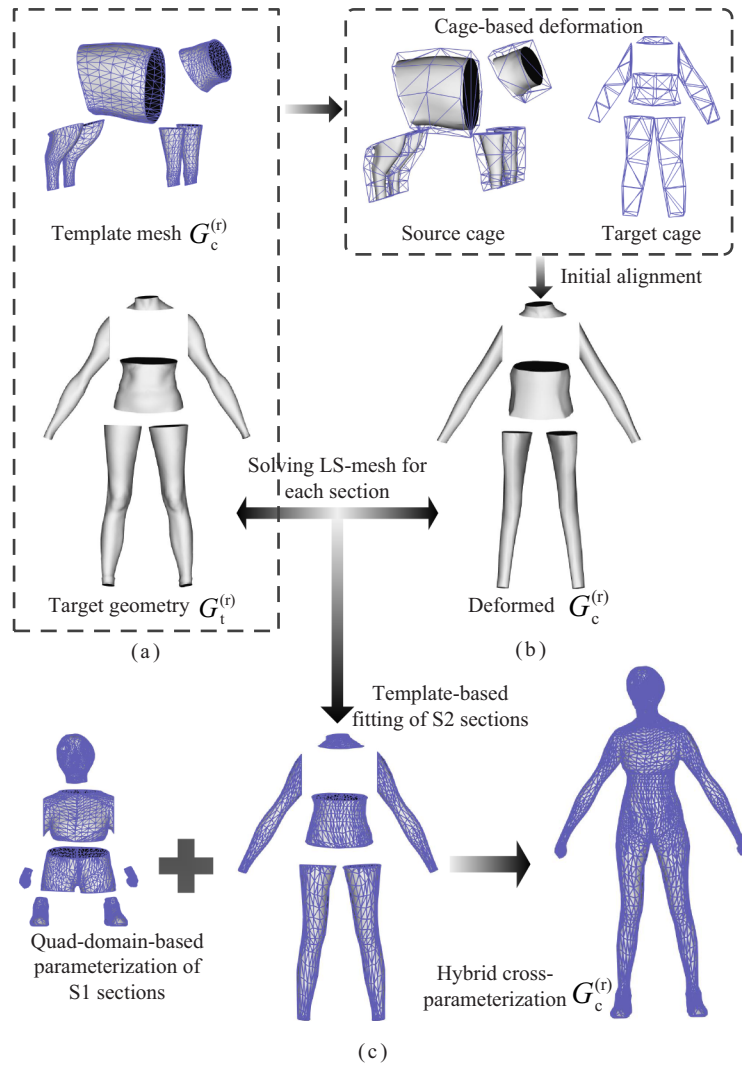 Cage-based deformation
Template mesh G_c^(r)
Source cage
Target cage
Initial alignment
Solving LS-mesh for
each section
Target geometry G_t^(r)
Deformed G_c^(r)
(a)
(b)
Template-based
fitting of S2 sections
Quad-domain-based
parameterization of
S1 sections
Hybrid cross-
parameterization G_c^(r)
(c)